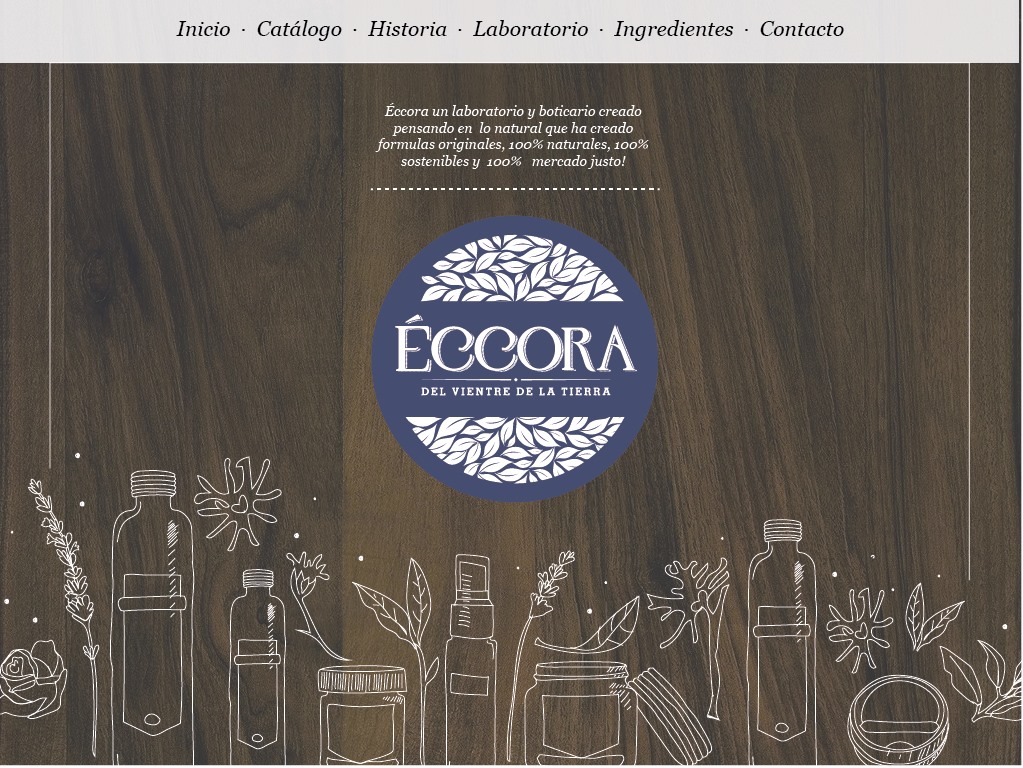 Inicio · Catálogo · Historia · Laboratorio · Ingredientes · Contacto
Éccora un laboratorio y boticario creado
pensando en lo natural que ha creado
formulas originales, 100% naturales, 100%
sostenibles y 100% mercado justo!
ÉCCORA
DEL VIENTRE DE LA TIERRA